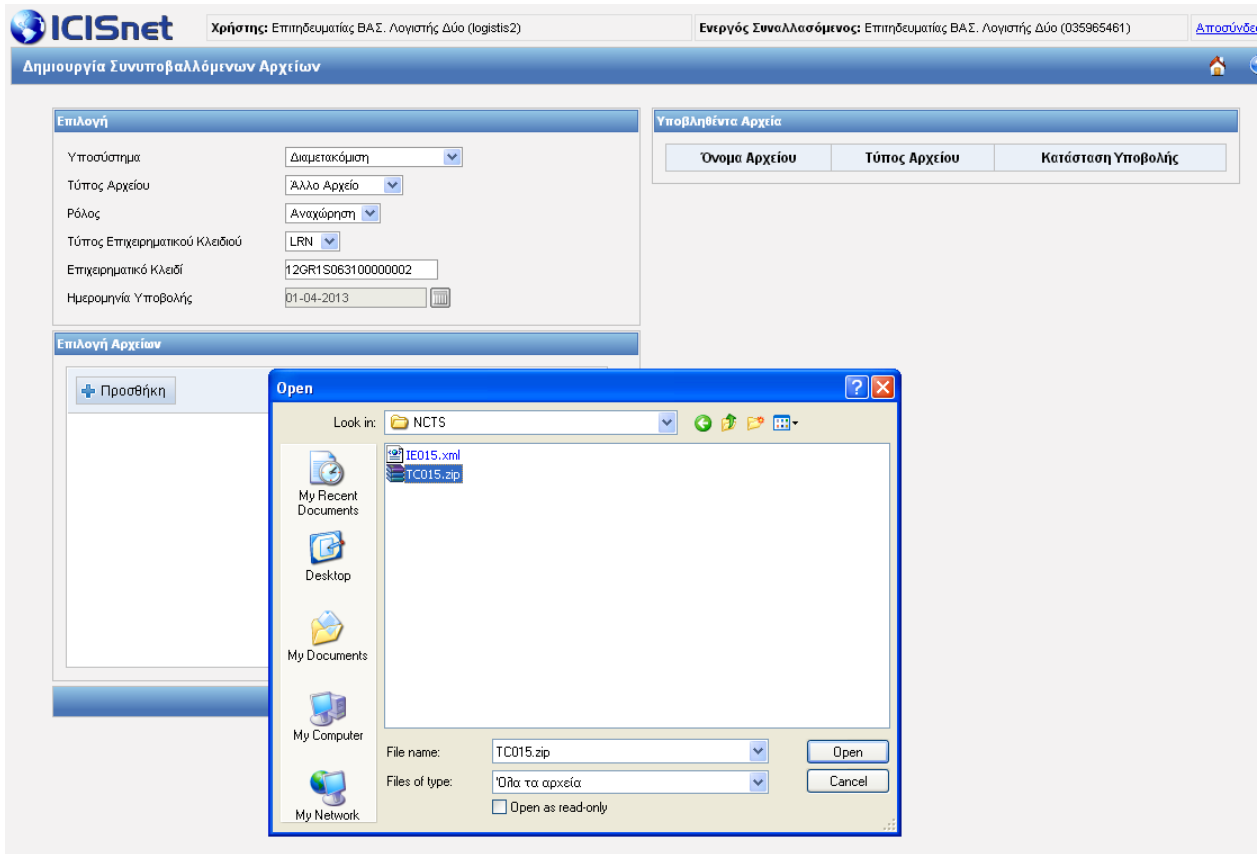 ICISnet
Χρήστης: Επιτηδευματίας ΒΑΣ. Λογιστής Δύο (logistis2)
Ενεργός Συναλλασόμενος: Επιτηδευματίας ΒΑΣ. Λογιστής Δύο (035965461)
Αποσύνδε
Δημιουργία Συνυποβαλλόμενων Αρχείων
Επιλογή
Υποσύστημα
Διαμετακόμιση
Τύπος Αρχείου
Άλλο Αρχείο
Ρόλος
Αναχώρηση
Τύπος Επιχειρηματικού Κλειδιού
LRN
Επιχειρηματικό Κλειδί
12GR1S063100000002
Ημερομηνία Υποβολής
01-04-2013
Υποβληθέντα Αρχεία
Όνομα Αρχείου Τύπος Αρχείου Κατάσταση Υποβολής
Επιλογή Αρχείων
Προσθήκη
Open
Look in: NCTS
IE015.xml
TC015.zip
My Recent
Documents
Desktop
My Documents
My Computer
My Network
File name: TC015.zip Open
Files of type: Όλα τα αρχεία Cancel
Open as read-only